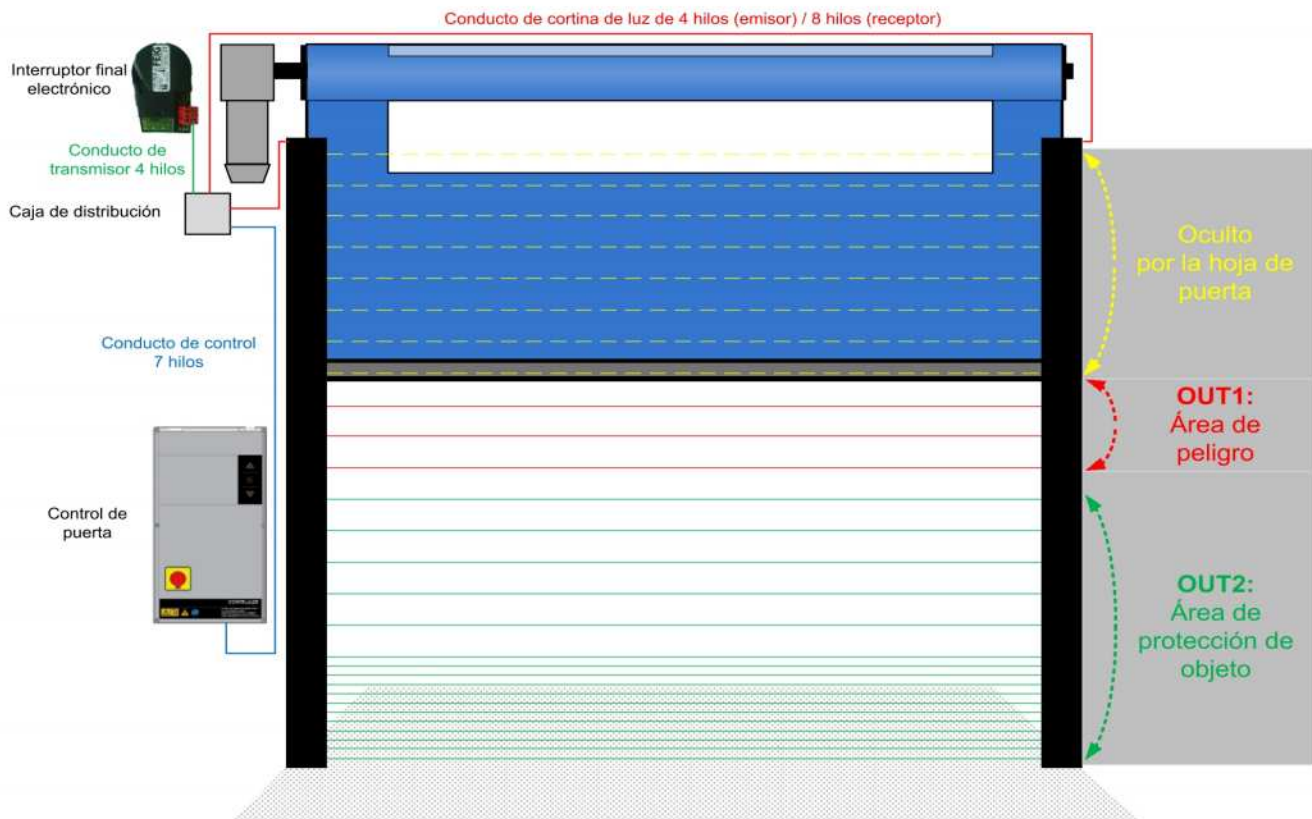 Conducto de cortina de luz de 4 hilos (emisor) / 8 hilos (receptor)
Interruptor final
electrónico
FEIG
Conducto de
transmisor 4 hilos
Caja de distribución
Conducto de control
7 hilos
Control de
puerta
Oculto
por la hoja de
puerta
OUT1:
Área de
peligro
OUT2:
Área de
protección de
objeto